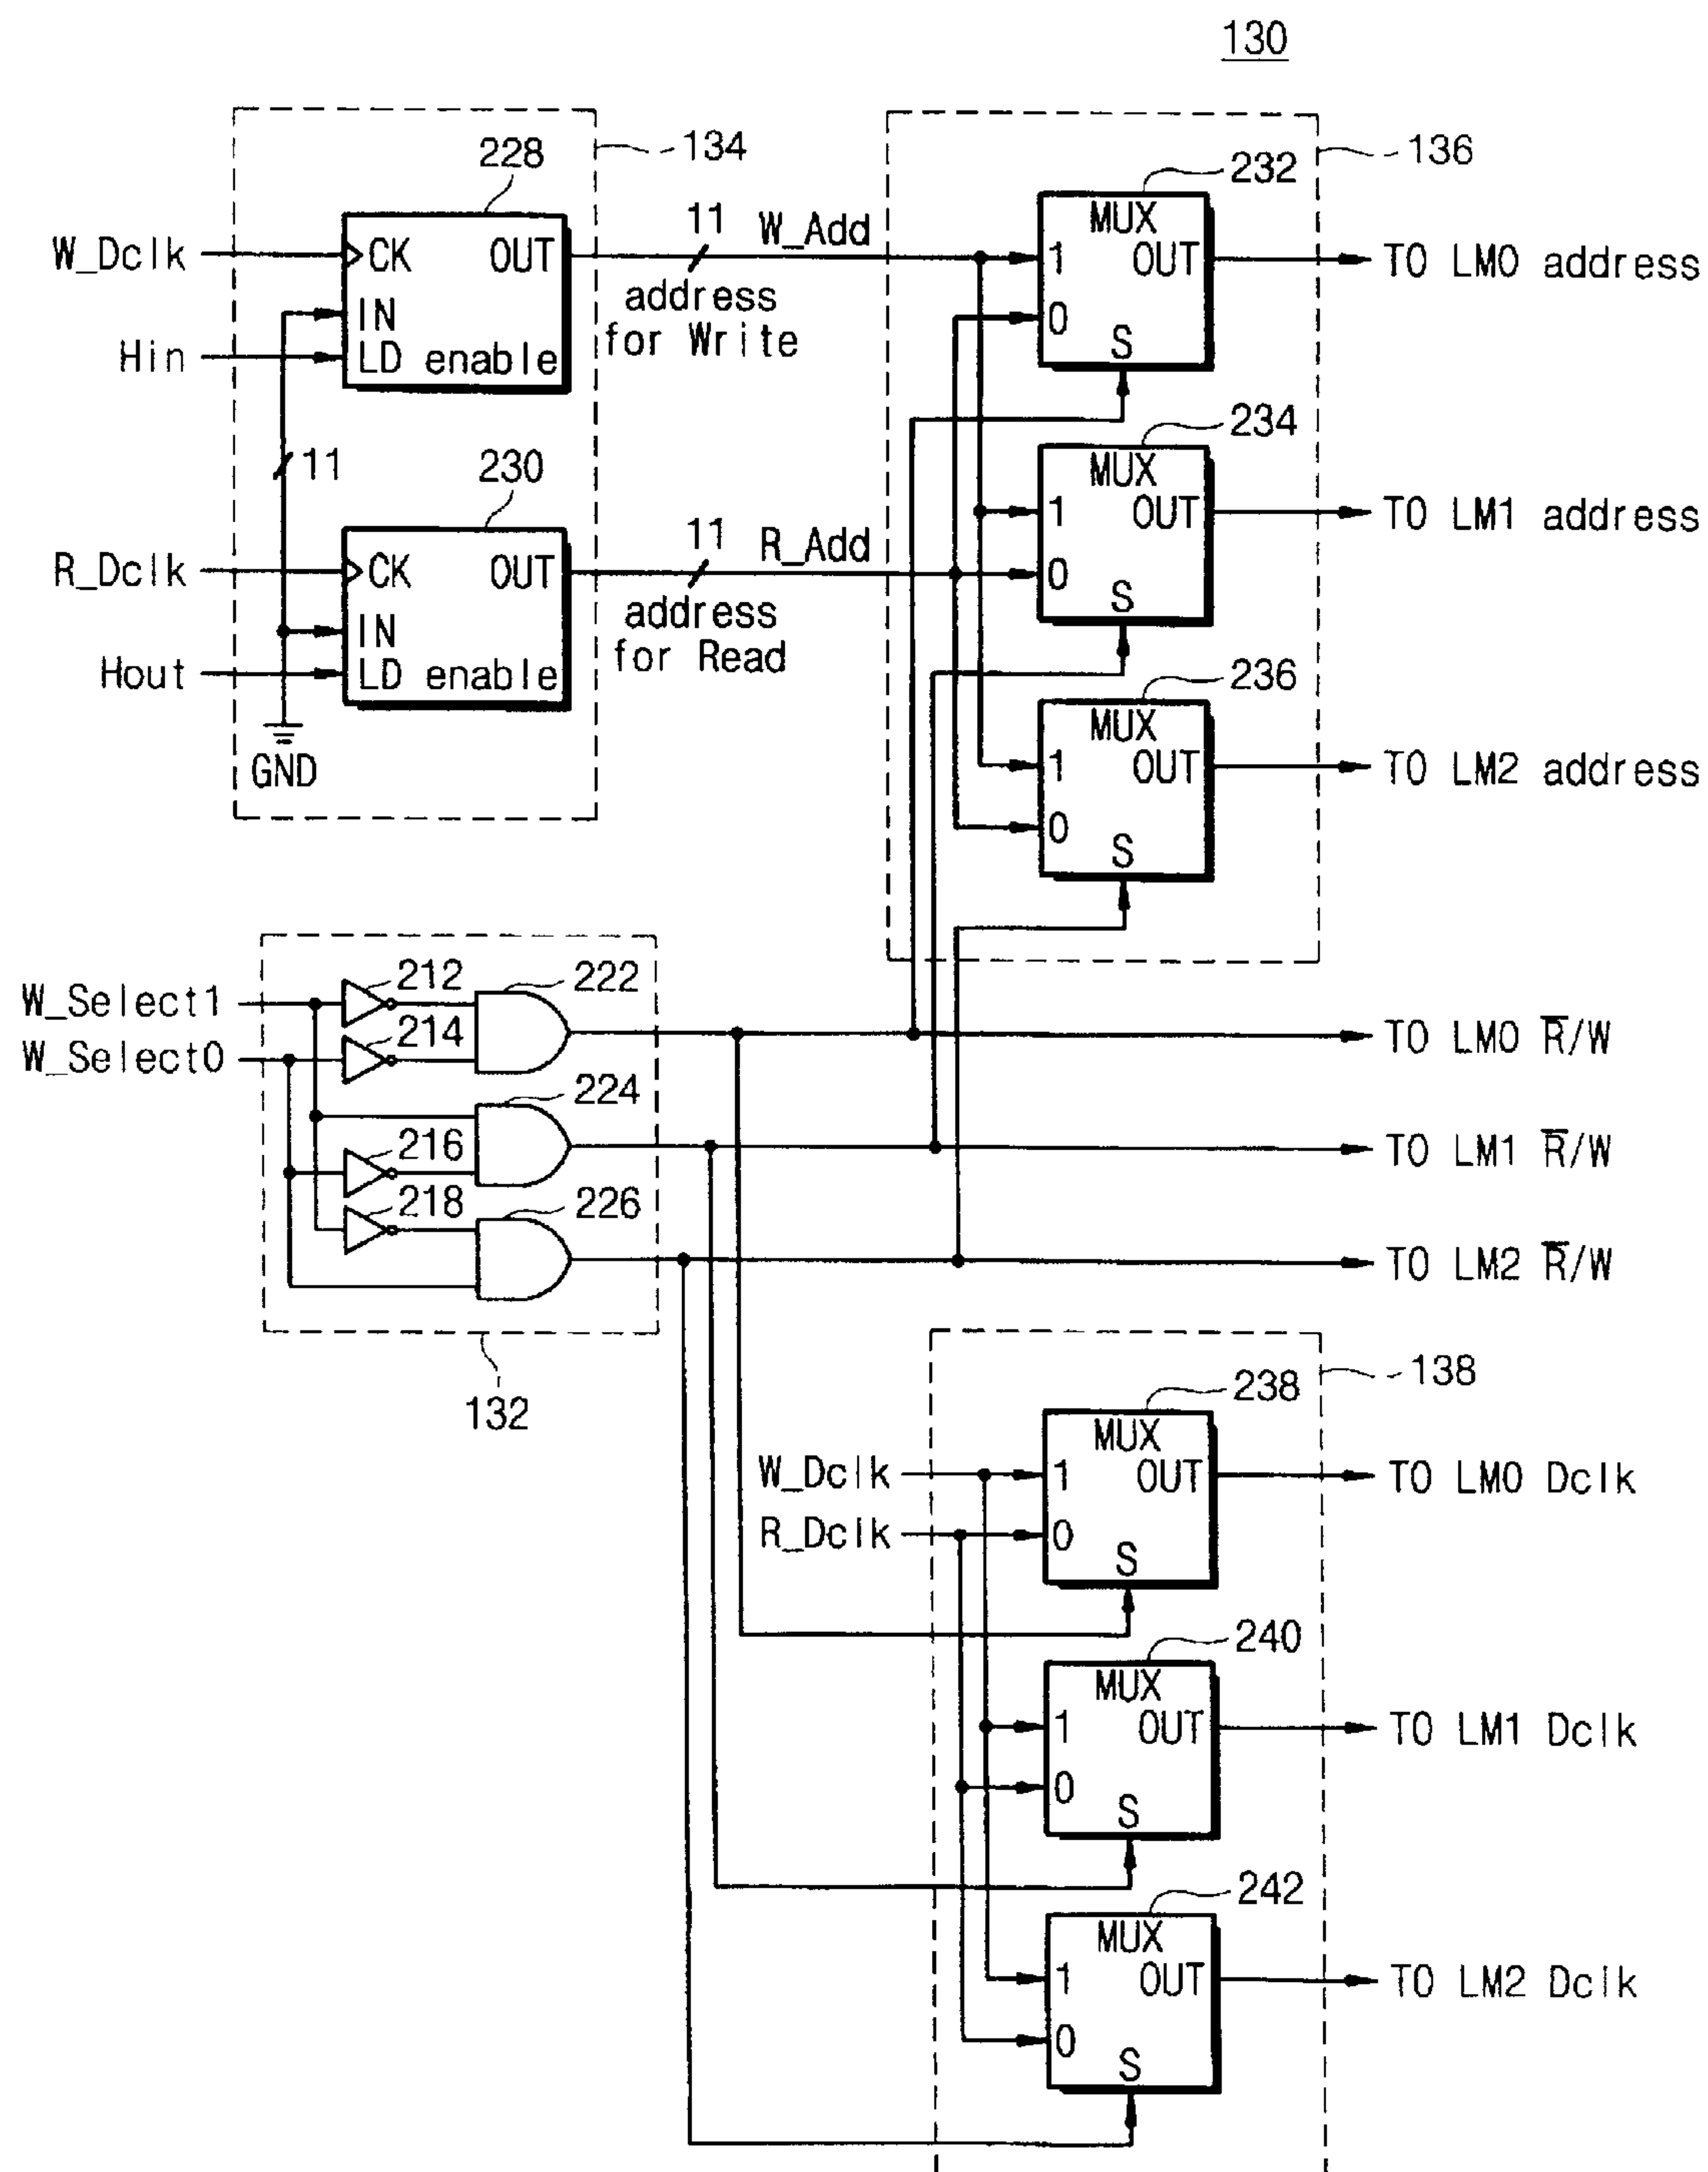 130
134
228
W_Dclk
CK
OUT
IN
Hin
LD enable
11
W_Add
address
for Write
11
230
R_Dclk
CK
OUT
IN
Hout
LD enable
11
R_Add
address
for Read
GND
136
232
MUX
1
OUT
0
S
TO LM0 address
234
MUX
1
OUT
0
S
TO LM1 address
236
MUX
1
OUT
0
S
TO LM2 address
W_Select1
W_Select0
212
214
216
218
222
224
226
132
TO LM0 R̅/W
TO LM1 R̅/W
TO LM2 R̅/W
138
238
W_Dclk
R_Dclk
MUX
1
OUT
0
S
TO LM0 Dclk
240
MUX
1
OUT
0
S
TO LM1 Dclk
242
MUX
1
OUT
0
S
TO LM2 Dclk